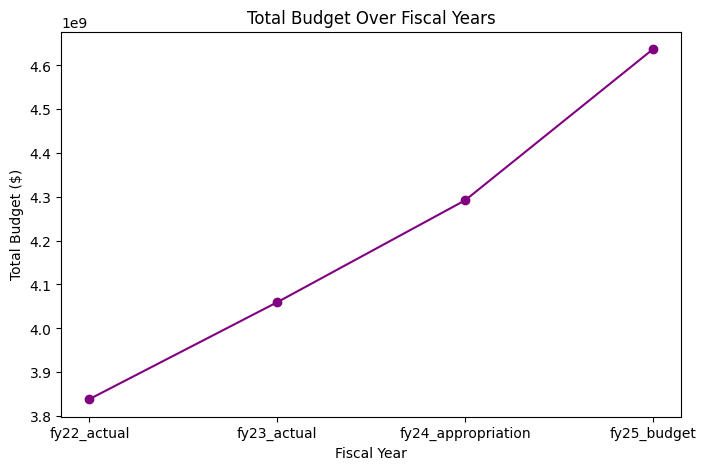 Total Budget Over Fiscal Years
1e9
4.6
4.5
4.4
4.3
4.2
4.1
4.0
3.9
3.8
Total Budget ($)
fy22_actual fy23_actual fy24_appropriation fy25_budget
Fiscal Year